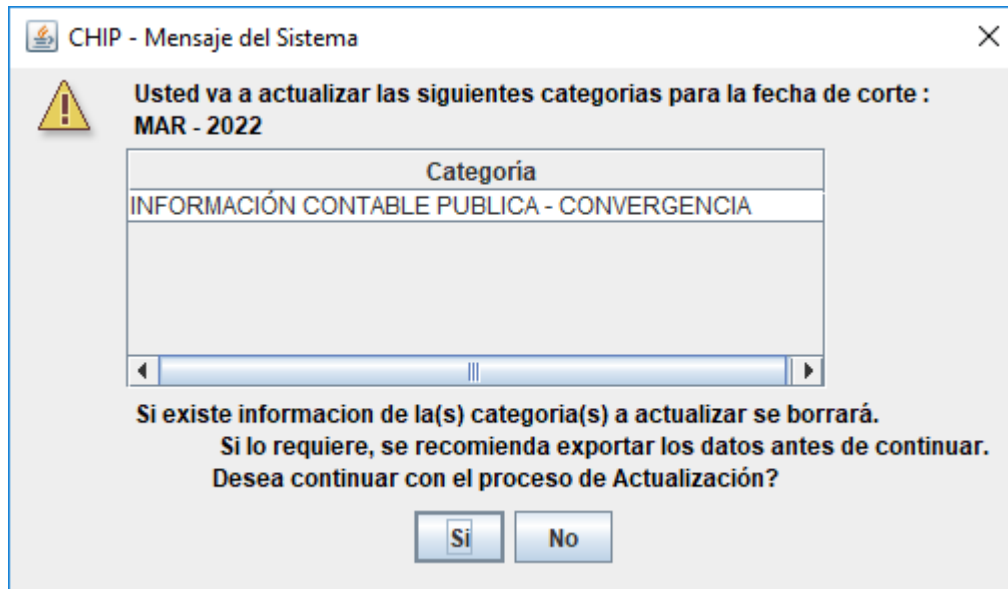 CHIP - Mensaje del Sistema
Usted va a actualizar las siguientes categorias para la fecha de corte :
MAR - 2022
Categoría
INFORMACIÓN CONTABLE PUBLICA - CONVERGENCIA
Si existe informacion de la(s) categoria(s) a actualizar se borrará.
Si lo requiere, se recomienda exportar los datos antes de continuar.
Desea continuar con el proceso de Actualización?
Si No